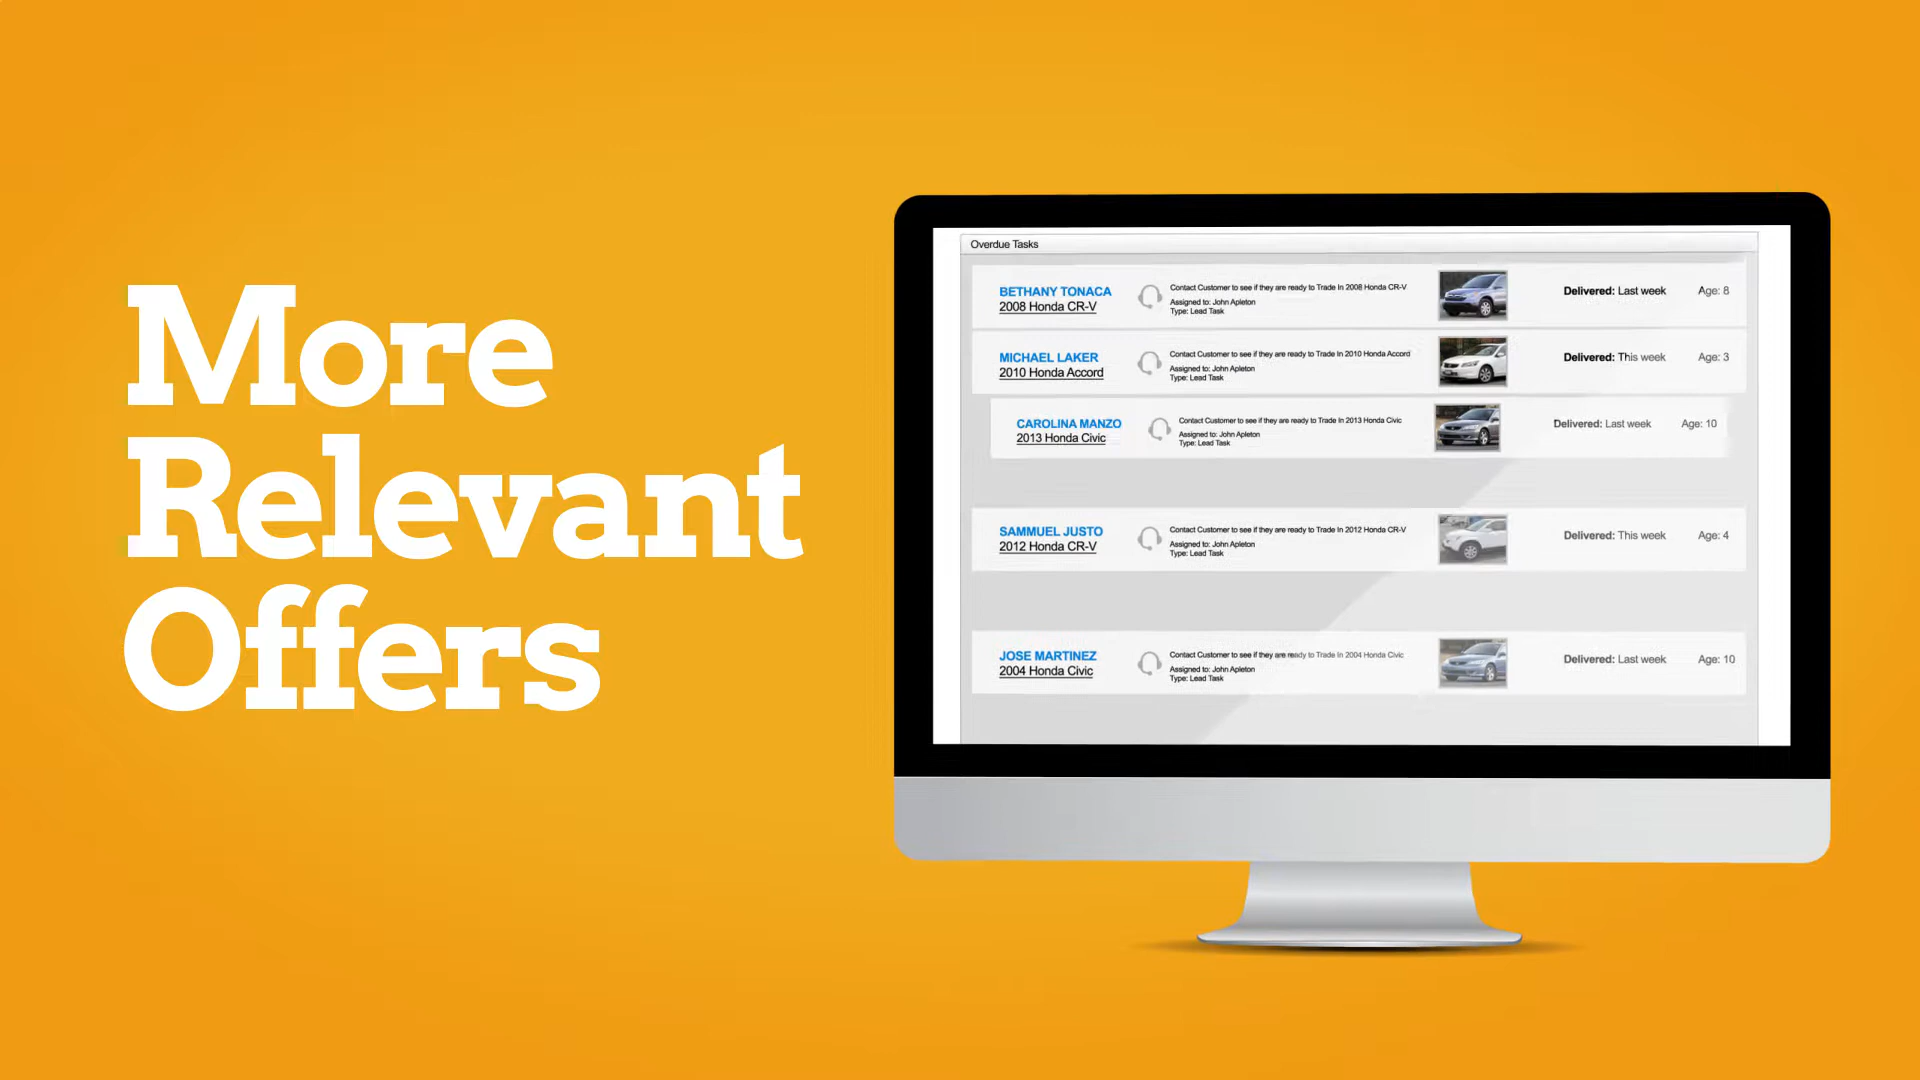 More
Relevant
Offers
Overdue Tasks
BETHANY TONACA
2008 Honda CR-V
Contact Customer to see if they are ready to Trade In 2008 Honda CR-V
Assigned to: John Apleton
Type: Lead Task
Delivered: Last week
Age: 8
MICHAEL LAKER
2010 Honda Accord
Contact Customer to see if they are ready to Trade In 2010 Honda Accord
Assigned to: John Apleton
Type: Lead Task
Delivered: This week
Age: 3
CAROLINA MANZO
2013 Honda Civic
Contact Customer to see if they are ready to Trade In 2013 Honda Civic
Assigned to: John Apleton
Type: Lead Task
Delivered: Last week
Age: 10
SAMMUEL JUSTO
2012 Honda CR-V
Contact Customer to see if they are ready to Trade In 2012 Honda CR-V
Assigned to: John Apleton
Type: Lead Task
Delivered: This week
Age: 4
JOSE MARTINEZ
2004 Honda Civic
Contact Customer to see if they are ready to Trade In 2004 Honda Civic
Assigned to: John Apleton
Type: Lead Task
Delivered: Last week
Age: 10